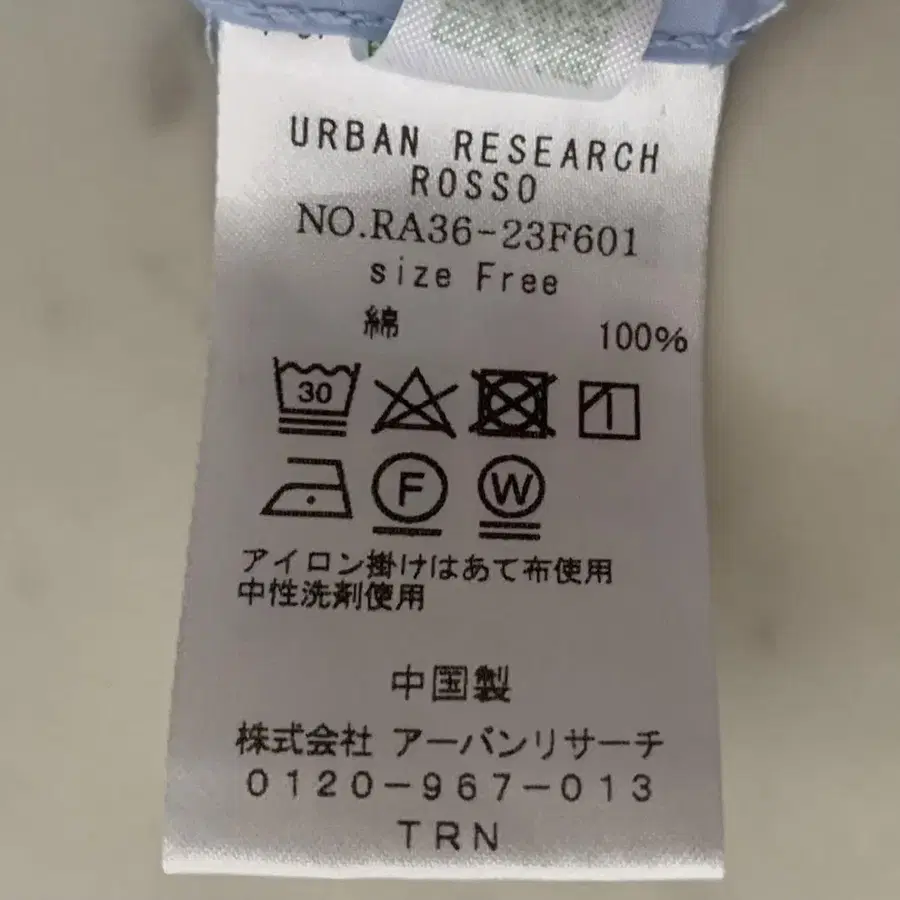 URBAN RESEARCH
ROSSO
NO.RA36-23F601
size Free
綿 100%
30
F W
アイロン掛けはあて布使用
中性洗剤使用
中国製
株式会社 アーバンリサーチ
0120-967-013
TRN